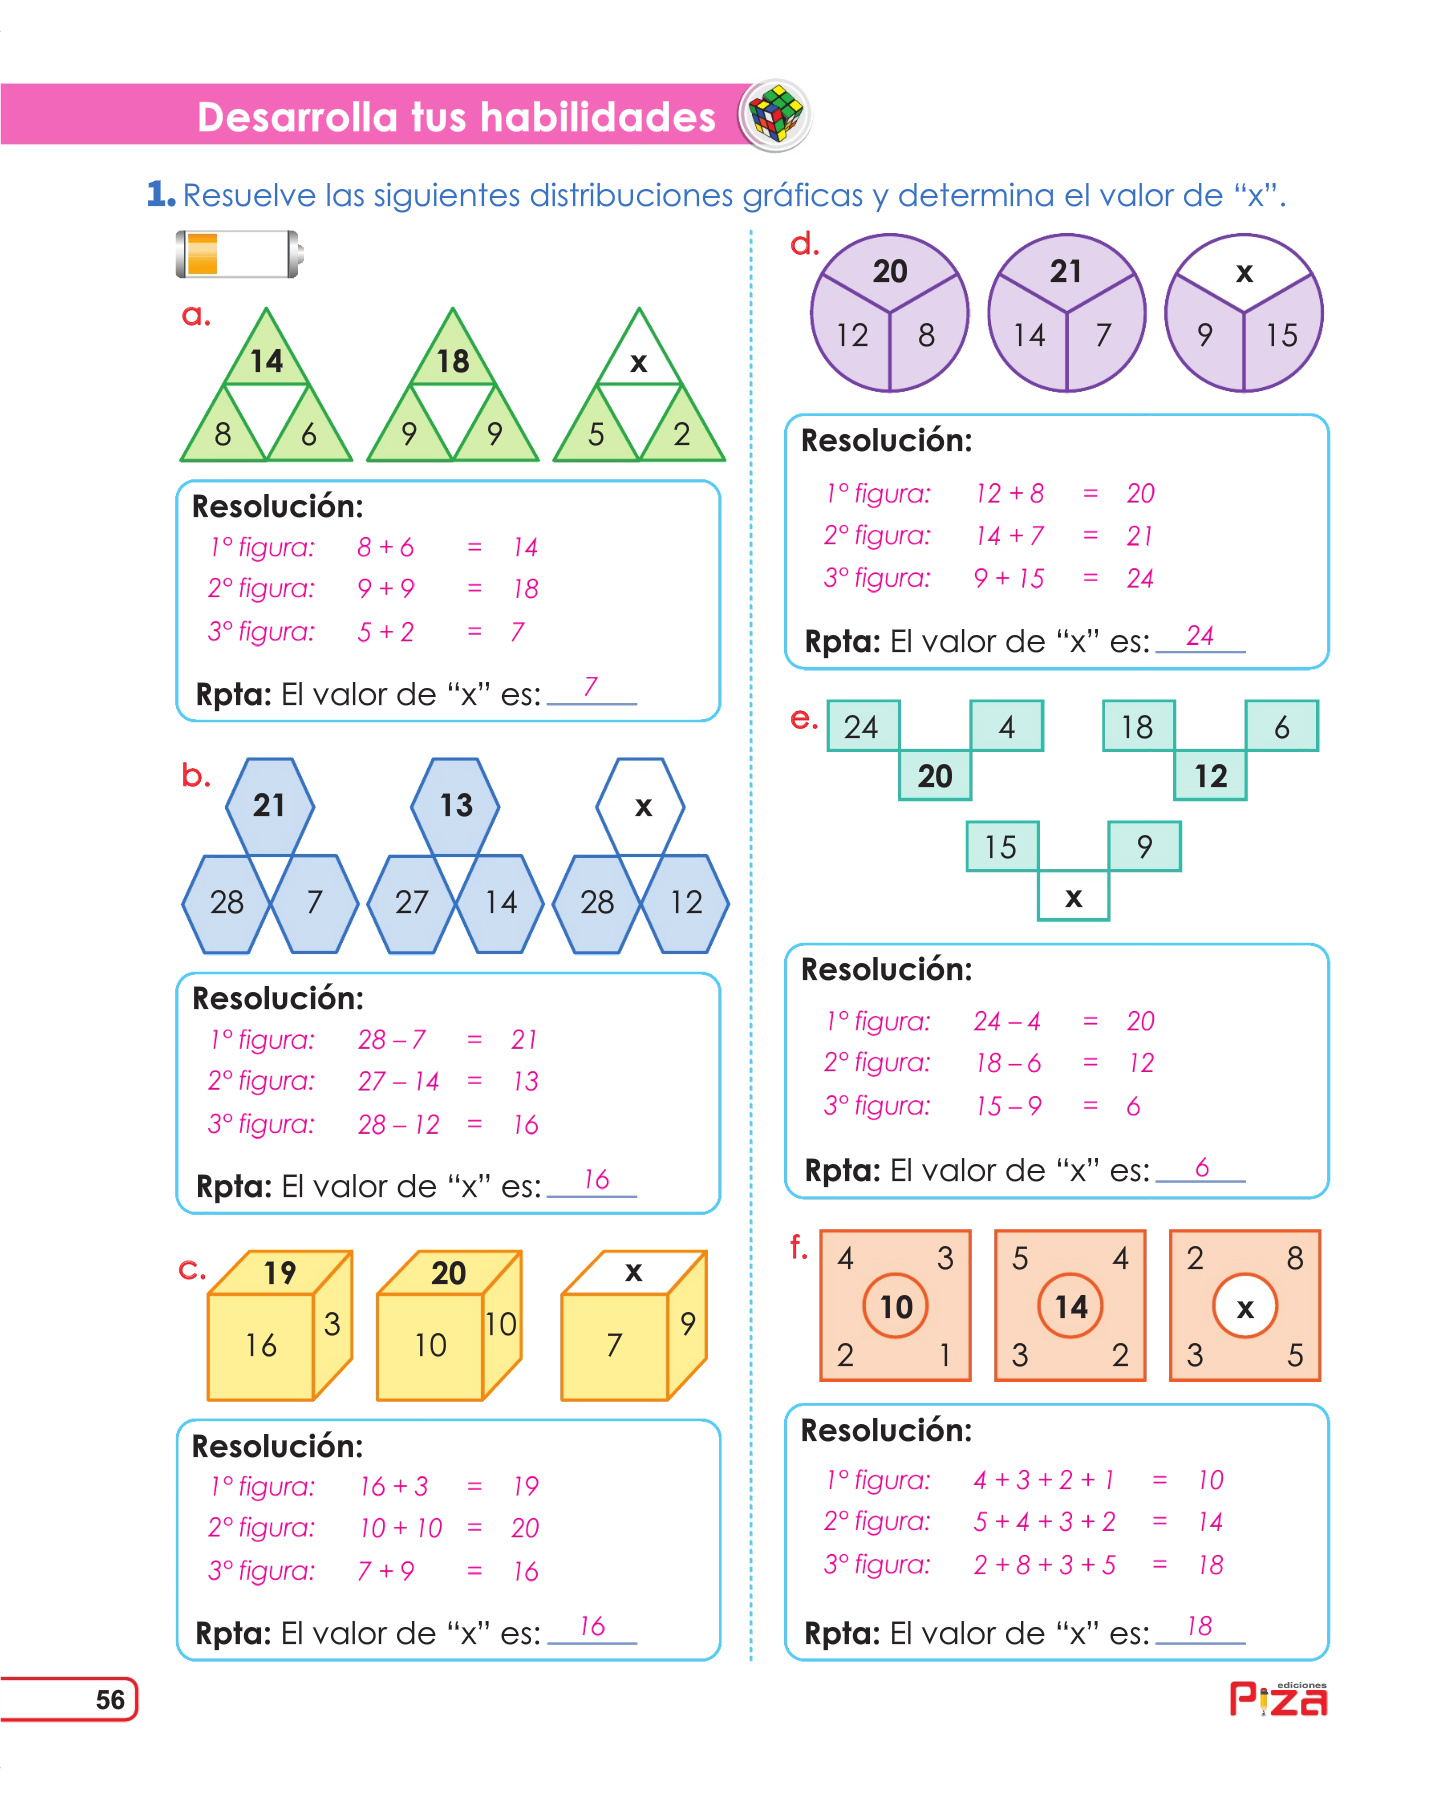 Desarrolla tus habilidades
1. Resuelve las siguientes distribuciones gráficas y determina el valor de “x”.
a.
14 18 x
8 6 9 9 5 2
Resolución:
1° figura: 8 + 6 = 14
2° figura: 9 + 9 = 18
3° figura: 5 + 2 = 7
Rpta: El valor de “x” es: 7
b.
21 13 x
28 7 27 14 28 12
Resolución:
1° figura: 28 – 7 = 21
2° figura: 27 – 14 = 13
3° figura: 28 – 12 = 16
Rpta: El valor de “x” es: 16
c.
19 20 x
16 3 10 10 7 9
Resolución:
1° figura: 16 + 3 = 19
2° figura: 10 + 10 = 20
3° figura: 7 + 9 = 16
Rpta: El valor de “x” es: 16
d.
20 21 x
12 8 14 7 9 15
Resolución:
1° figura: 12 + 8 = 20
2° figura: 14 + 7 = 21
3° figura: 9 + 15 = 24
Rpta: El valor de “x” es: 24
e.
24 4 18 6
20 12
15 9
x
Resolución:
1° figura: 24 – 4 = 20
2° figura: 18 – 6 = 12
3° figura: 15 – 9 = 6
Rpta: El valor de “x” es: 6
f.
4 3 5 4 2 8
10 14 x
2 1 3 2 3 5
Resolución:
1° figura: 4 + 3 + 2 + 1 = 10
2° figura: 5 + 4 + 3 + 2 = 14
3° figura: 2 + 8 + 3 + 5 = 18
Rpta: El valor de “x” es: 18
56
ediciones
Piza